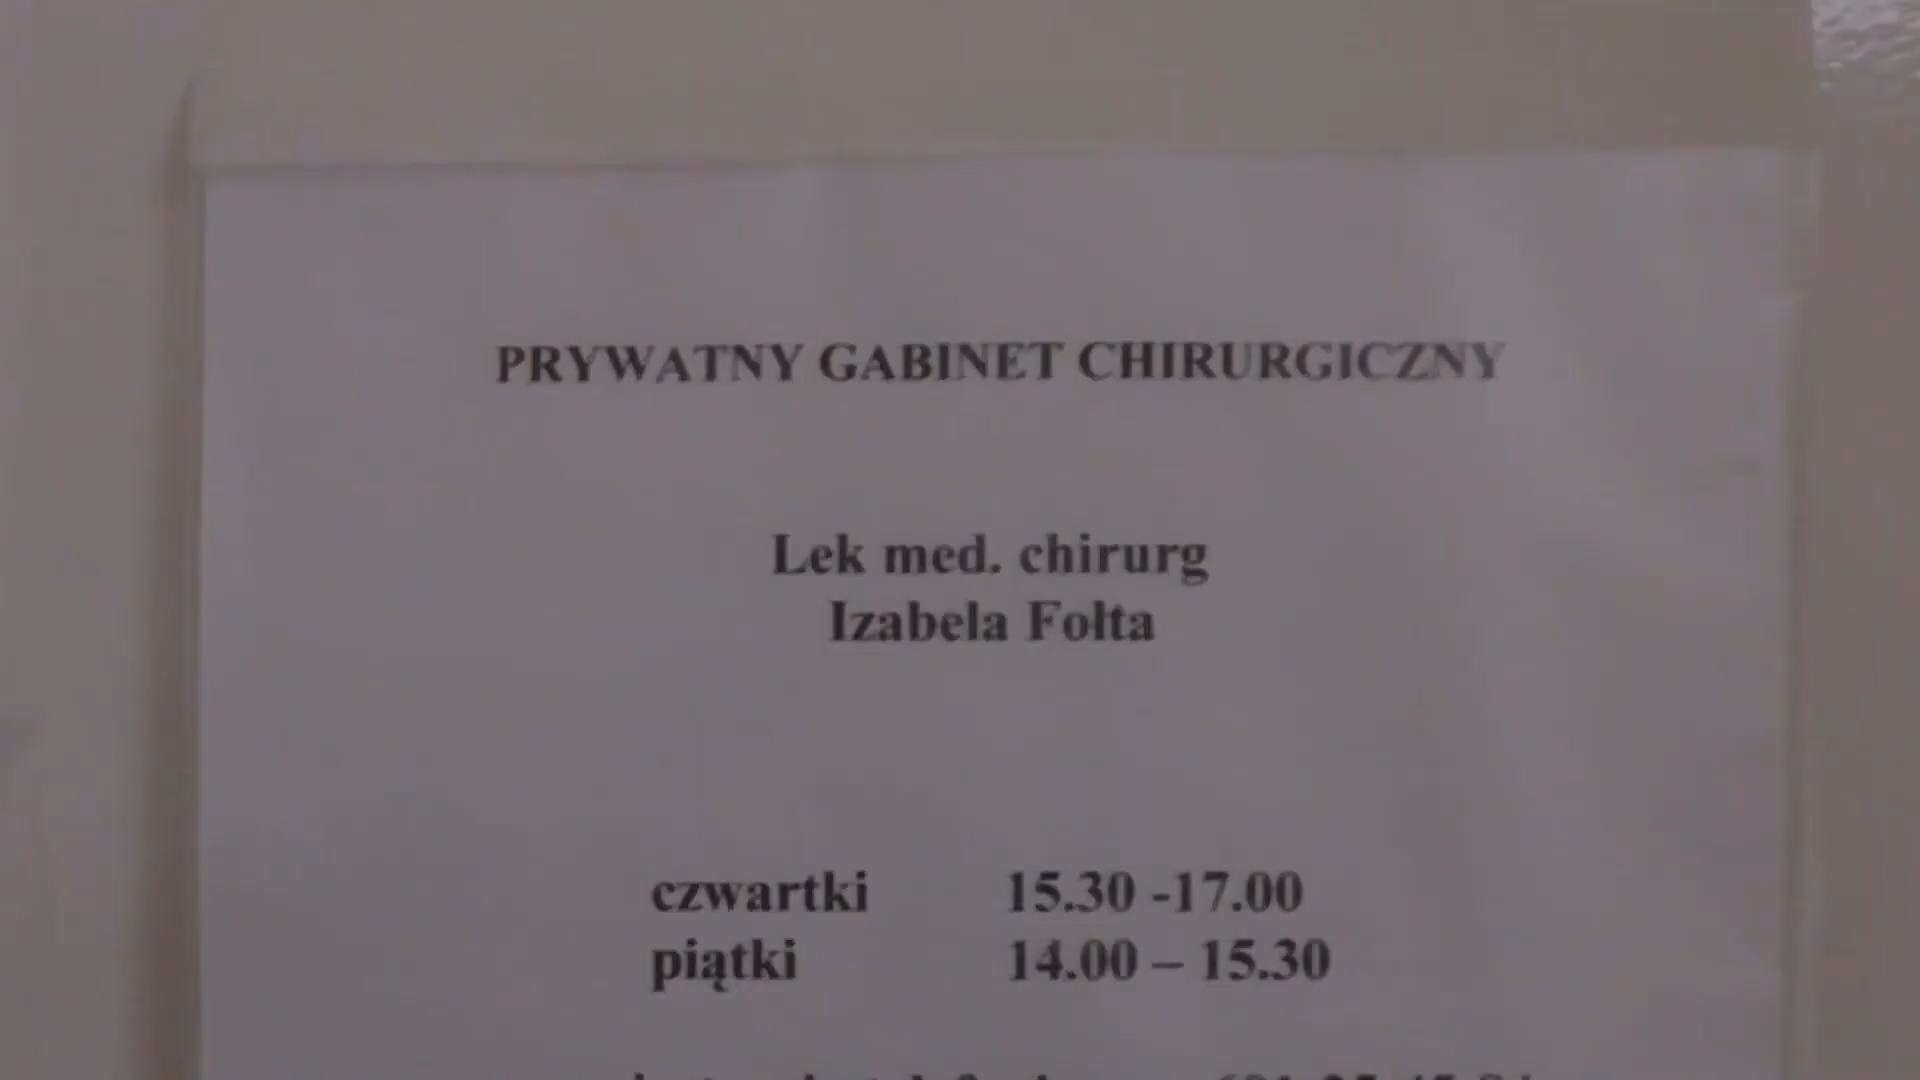 PRYWATNY GABINET CHIRURGICZNY
Lek med. chirurg
Izabela Fołta
czwartki 15.30 -17.00
piątki 14.00 – 15.30